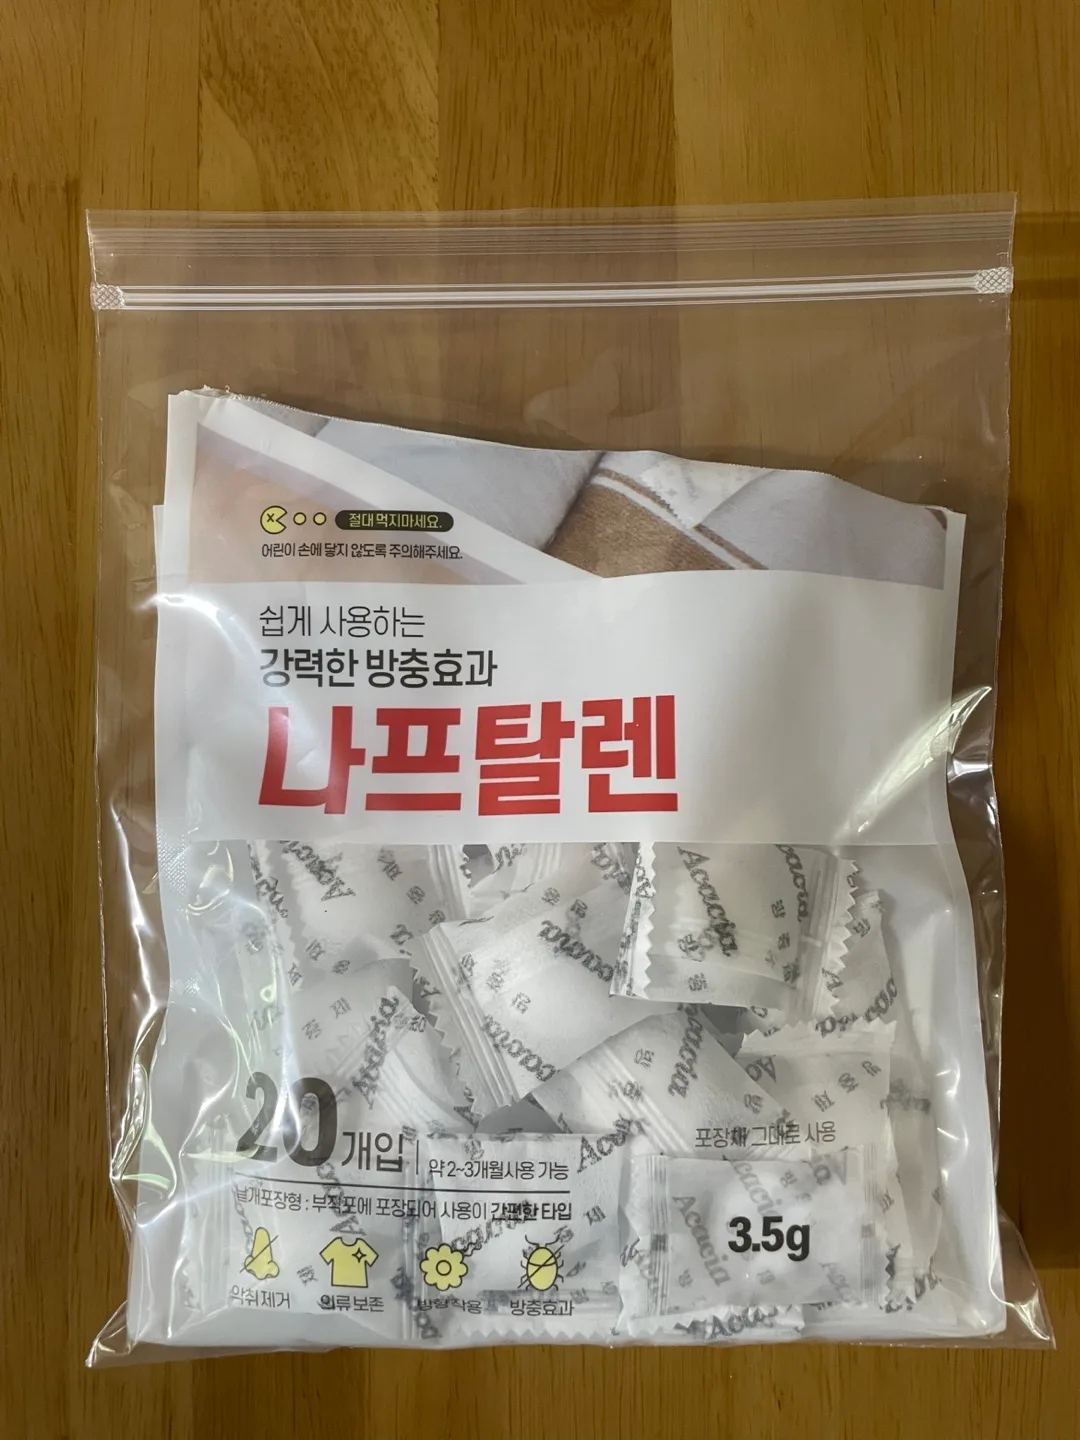 절대 먹지마세요.
어린이 손에 닿지 않도록 주의해주세요.
쉽게 사용하는
강력한 방충효과
나프탈렌
Acacia
Acacia
Acacia
Acacia
20개입 | 약 2~3개월사용 가능
포장채 그대로 사용
낱개포장형 : 부직포에 포장되어 사용이 간편한 타입
3.5g
악취제거 의류보존 방향작용 방충효과